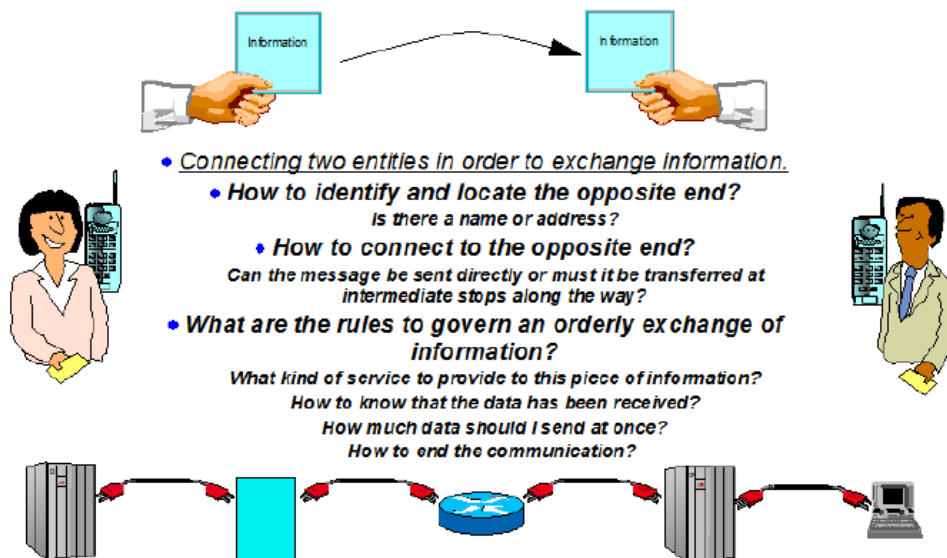 Information
Information
• Connecting two entities in order to exchange information.
• How to identify and locate the opposite end?
Is there a name or address?
• How to connect to the opposite end?
Can the message be sent directly or must it be transferred at
intermediate stops along the way?
• What are the rules to govern an orderly exchange of
information?
What kind of service to provide to this piece of information?
How to know that the data has been received?
How much data should I send at once?
How to end the communication?